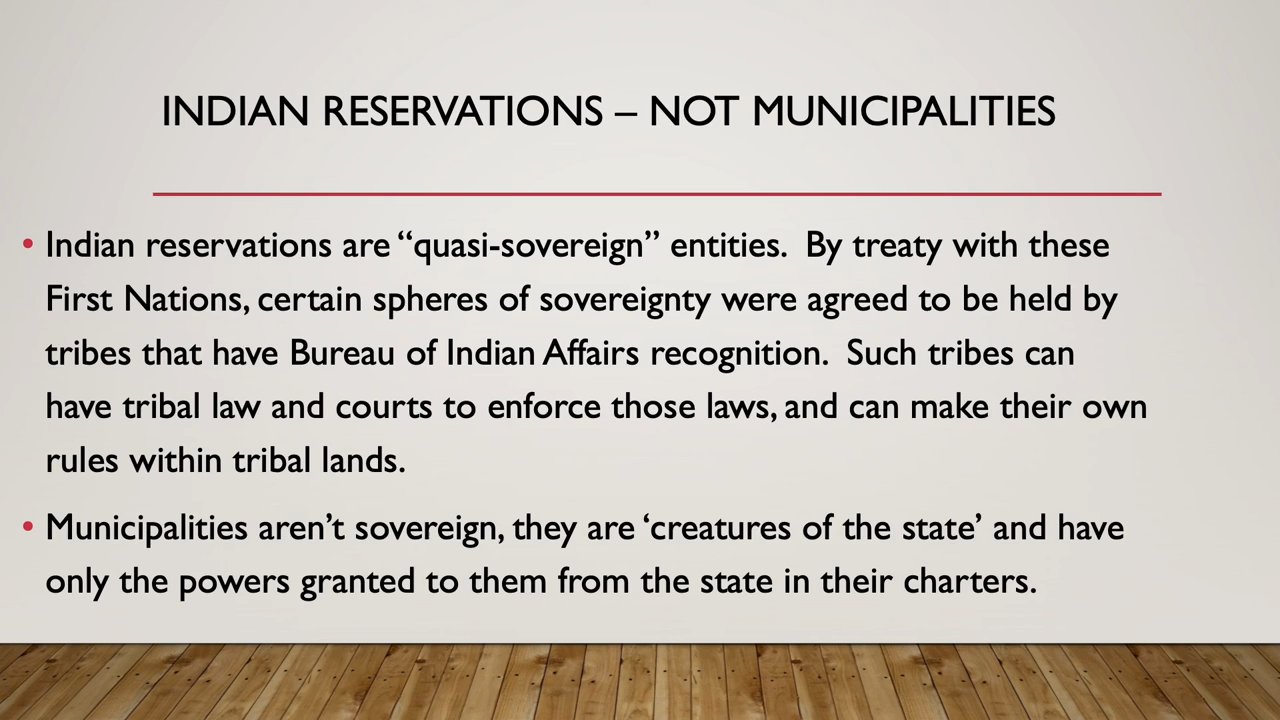 INDIAN RESERVATIONS – NOT MUNICIPALITIES
• Indian reservations are “quasi-sovereign” entities.  By treaty with these
First Nations, certain spheres of sovereignty were agreed to be held by
tribes that have Bureau of Indian Affairs recognition.  Such tribes can
have tribal law and courts to enforce those laws, and can make their own
rules within tribal lands.
• Municipalities aren’t sovereign, they are ‘creatures of the state’ and have
only the powers granted to them from the state in their charters.